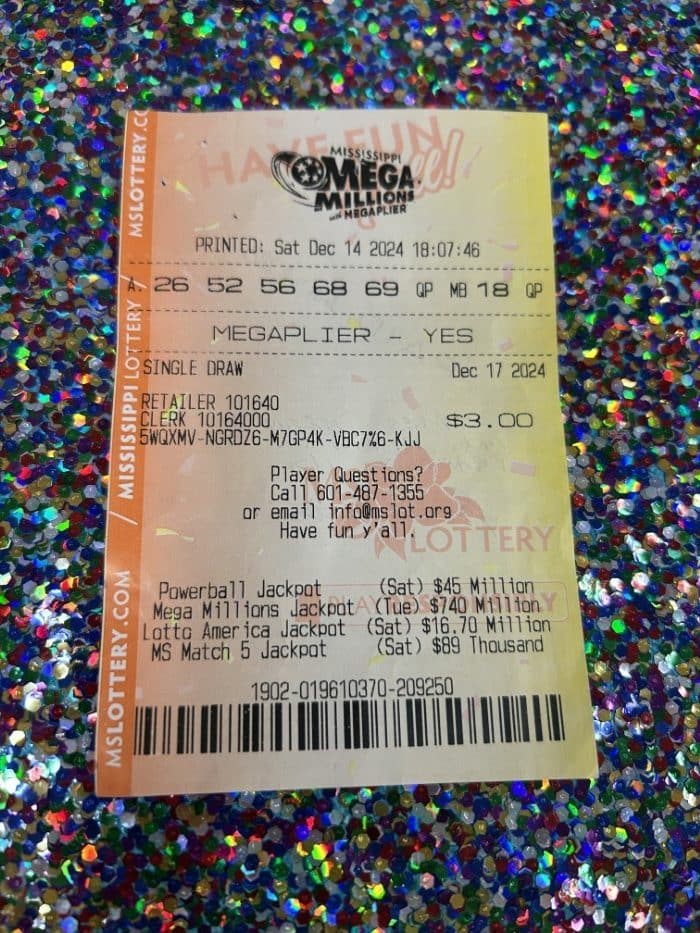 HAVE FUN
MISSISSIPPI
MEGA
MILLIONS
with MEGAPLIER
PRINTED: Sat Dec 14 2024 18:07:46
A 26 52 56 68 69 QP MB 18 QP
MEGAPLIER - YES
SINGLE DRAW Dec 17 2024
RETAILER 101640
CLERK 10164000 $3.00
5WQXMV-NGRDZ6-M7GP4K-VBC7%6-KJJ
Player Questions?
Call 601-487-1355
or email info@mslot.org
Have fun y'all.
LOTTERY
Powerball Jackpot (Sat) $45 Million
Mega Millions Jackpot (Tue) $740 Million
Lotto America Jackpot (Sat) $16.70 Million
MS Match 5 Jackpot (Sat) $89 Thousand
1902-019610370-209250
MSLOTTERY.COM / MISSISSIPPI LOTTERY / MSLOTTERY.CO